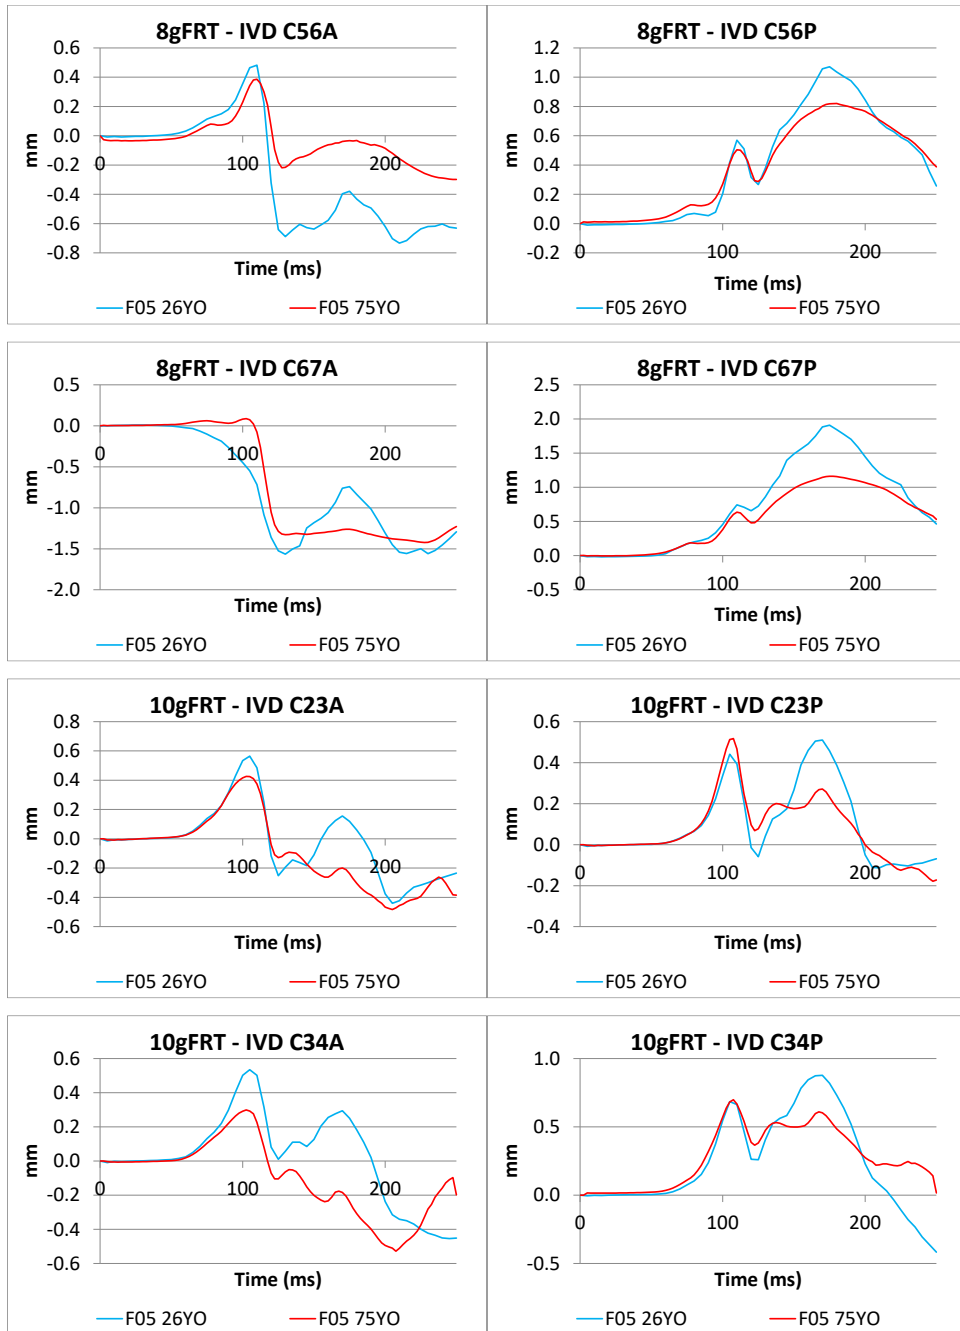 8gFRT - IVD C56A
0.6
0.4
0.2
0.0
-0.2
-0.4
-0.6
-0.8
mm
0
100
200
Time (ms)
F05 26YO F05 75YO
8gFRT - IVD C56P
1.2
1.0
0.8
0.6
0.4
0.2
0.0
-0.2
mm
0
100
200
Time (ms)
F05 26YO F05 75YO
8gFRT - IVD C67A
0.5
0.0
-0.5
-1.0
-1.5
-2.0
mm
0
100
200
Time (ms)
F05 26YO F05 75YO
8gFRT - IVD C67P
2.5
2.0
1.5
1.0
0.5
0.0
-0.5
mm
0
100
200
Time (ms)
F05 26YO F05 75YO
10gFRT - IVD C23A
0.8
0.6
0.4
0.2
0.0
-0.2
-0.4
-0.6
mm
0
100
200
Time (ms)
F05 26YO F05 75YO
10gFRT - IVD C23P
0.6
0.4
0.2
0.0
-0.2
-0.4
mm
0
100
200
Time (ms)
F05 26YO F05 75YO
10gFRT - IVD C34A
0.6
0.4
0.2
0.0
-0.2
-0.4
-0.6
mm
0
100
200
Time (ms)
F05 26YO F05 75YO
10gFRT - IVD C34P
1.0
0.5
0.0
-0.5
mm
0
100
200
Time (ms)
F05 26YO F05 75YO